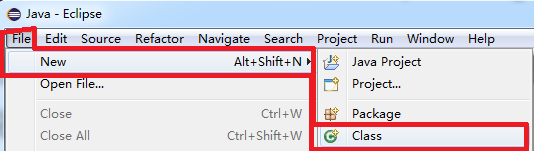 Java - Eclipse
File Edit Source Refactor Navigate Search Project Run Window Help
New Alt+Shift+N Java Project
Open File... Project...
Close Ctrl+W Package
Close All Ctrl+Shift+W Class